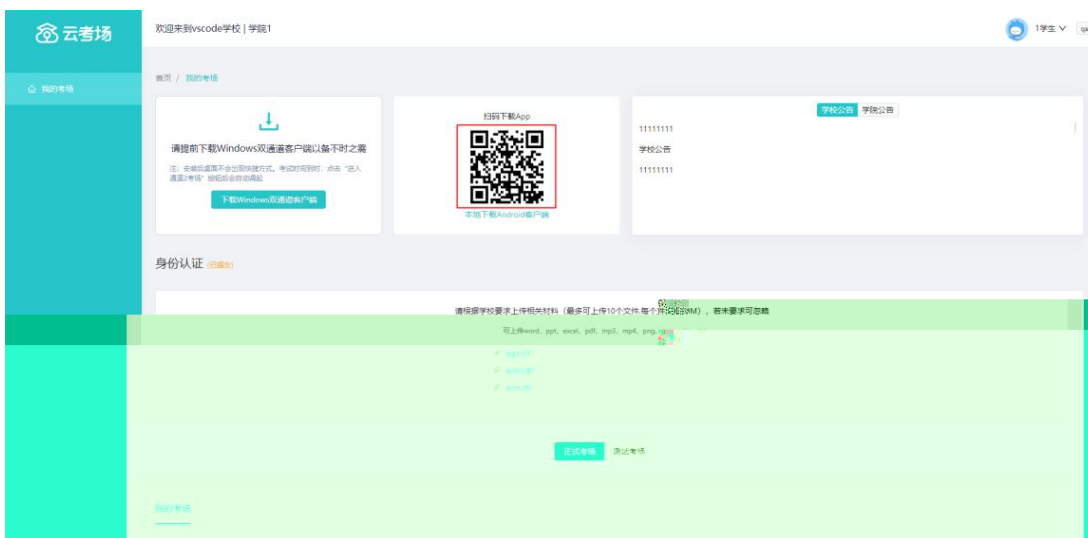 云考场
欢迎来到vscode学校 | 学院1
1学生
我的考场
首页 / 我的考场
请提前下载Windows双通道客户端以备不时之需
注：安装后桌面不会出现快捷方式。考试时间到时，点击“进入
通道2考场”按钮后会自动调起
下载Windows双通道客户端
扫码下载App
本地下载Android客户端
学校公告 学院公告
11111111
学校公告
11111111
身份认证 (已提交)
请根据学校要求上传相关材料（最多可上传10个文件,每个
），若未要求可忽略
可上传word、ppt、excel、pdf、mp3、mp4、png、
正式考场 测试考场
我的考场